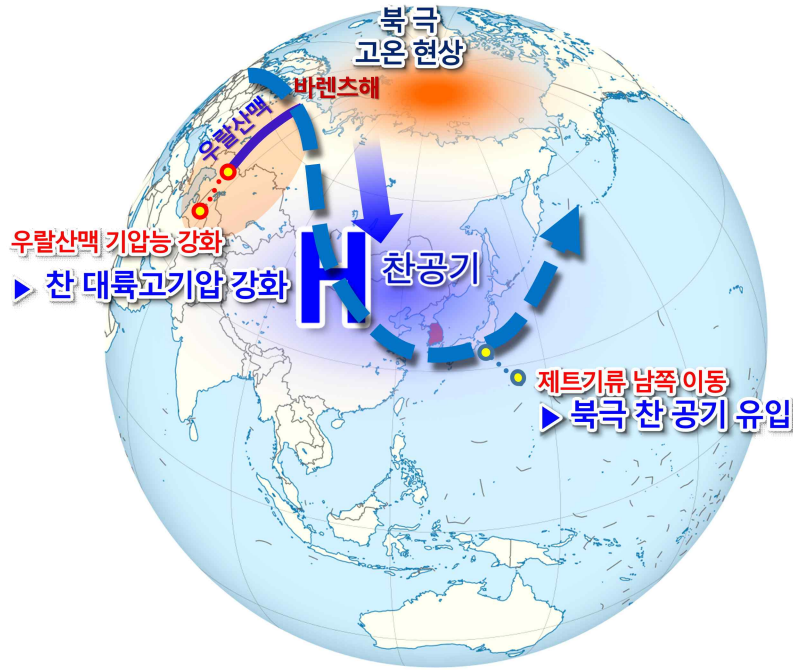 북 극
고온 현상
바렌츠해
우랄산맥
우랄산맥 기압능 강화
▶ 찬 대륙고기압 강화
H
찬공기
제트기류 남쪽 이동
▶ 북극 찬 공기 유입